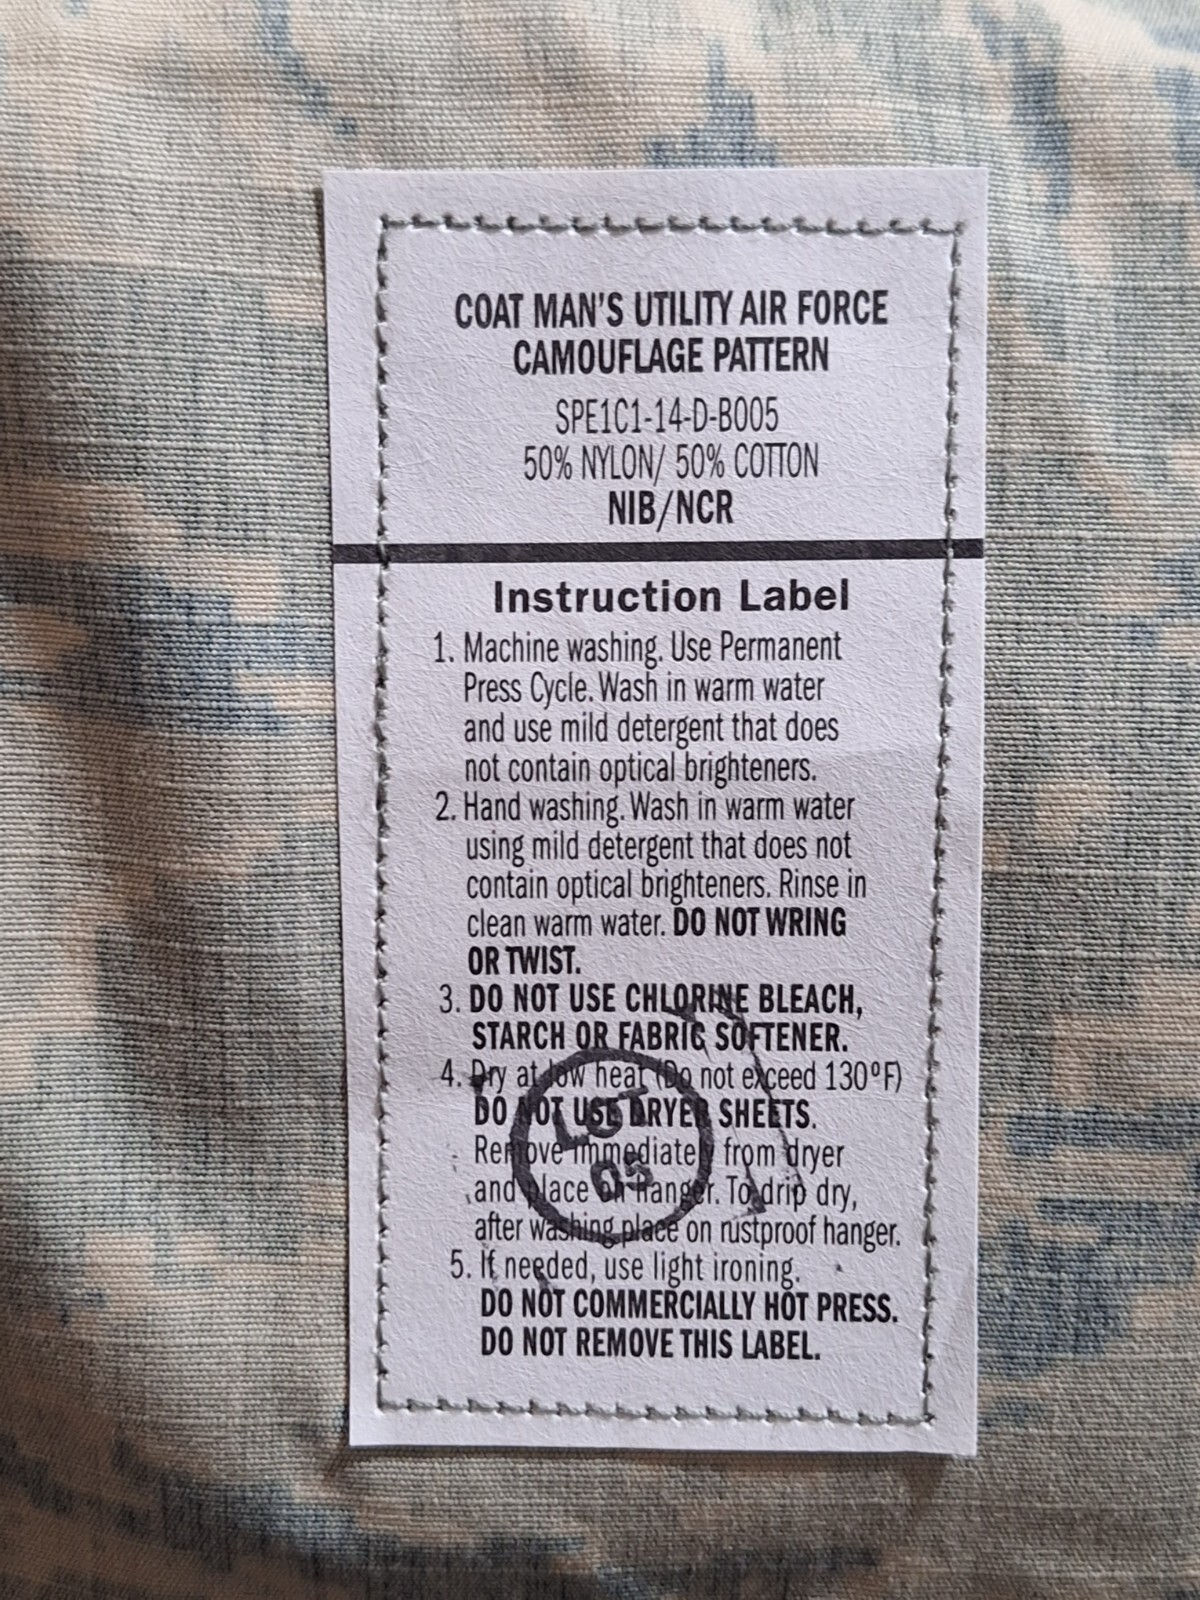 COAT MAN'S UTILITY AIR FORCE
CAMOUFLAGE PATTERN
SPE1C1-14-D-B005
50% NYLON/ 50% COTTON
NIB/NCR
Instruction Label
1. Machine washing. Use Permanent
Press Cycle. Wash in warm water
and use mild detergent that does
not contain optical brighteners.
2. Hand washing. Wash in warm water
using mild detergent that does not
contain optical brighteners. Rinse in
clean warm water. DO NOT WRING
OR TWIST.
3. DO NOT USE CHLORINE BLEACH,
STARCH OR FABRIC SOFTENER.
4. Dry at low heat (Do not exceed 130°F)
DO NOT USE DRYER SHEETS.
Remove immediately from dryer
and place on hanger. To drip dry,
after washing place on rustproof hanger.
5. If needed, use light ironing.
DO NOT COMMERCIALLY HOT PRESS.
DO NOT REMOVE THIS LABEL.
LOT
05